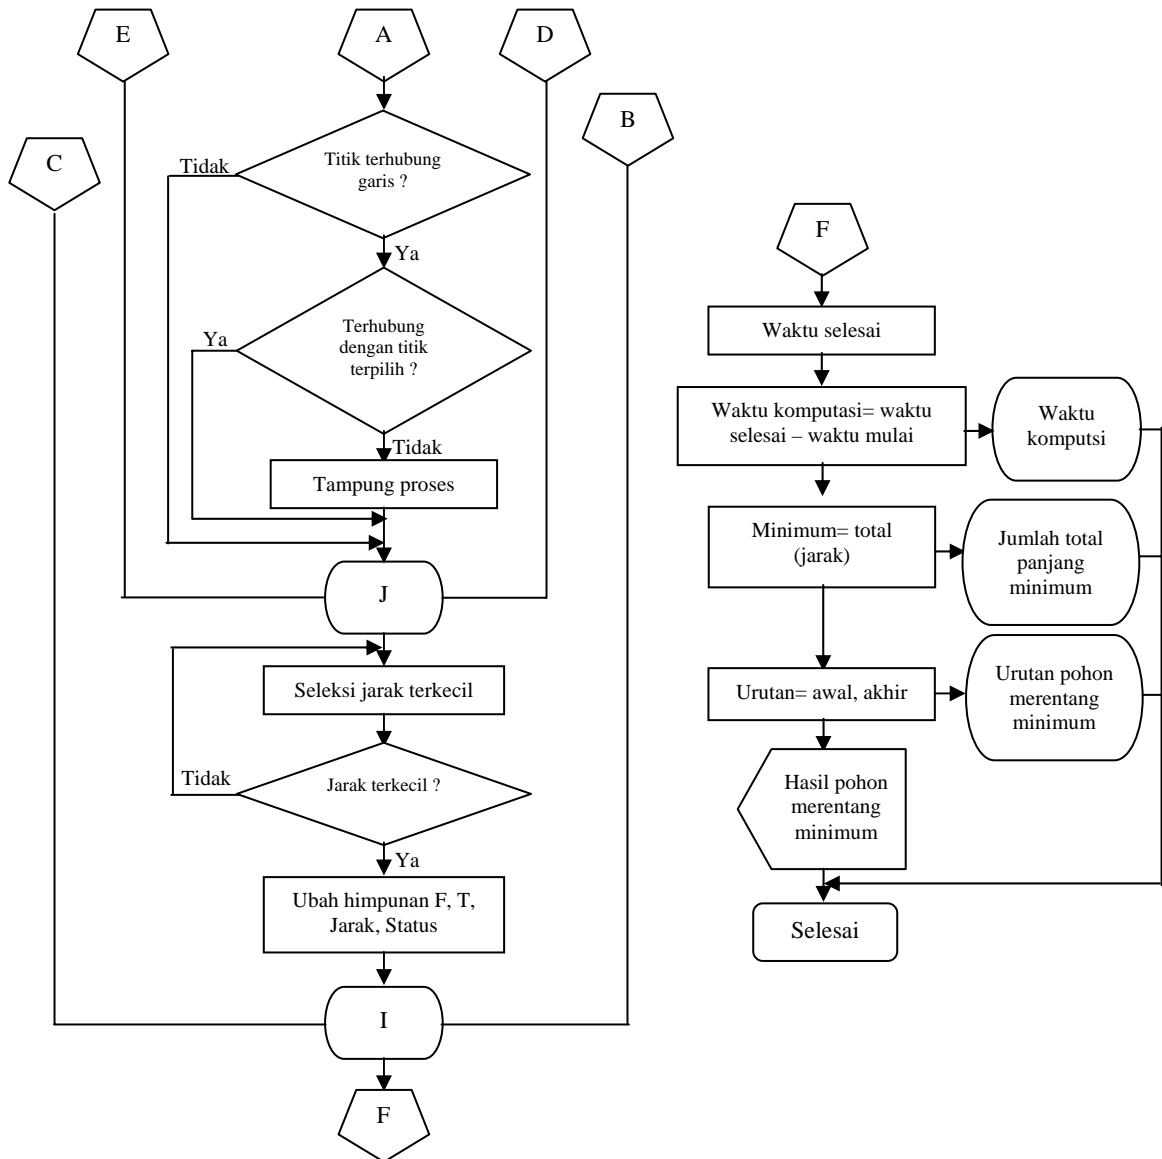 E
A
D
B
C
Titik terhubung
garis ?
Tidak
Ya
Terhubung
dengan titik
terpilih ?
Ya
Tidak
Tampung proses
J
Seleksi jarak terkecil
Jarak terkecil ?
Tidak
Ya
Ubah himpunan F, T,
Jarak, Status
I
F
F
Waktu selesai
Waktu komputasi= waktu
selesai – waktu mulai
Waktu
komputsi
Minimum= total
(jarak)
Jumlah total
panjang
minimum
Urutan= awal, akhir
Urutan pohon
merentang
minimum
Hasil pohon
merentang
minimum
Selesai